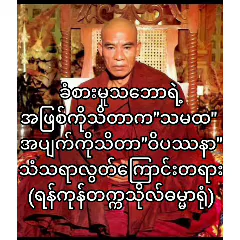 ခံစားမှုသဘောရဲ့
အဖြစ်ကိုသိတာက"သမထ"
အပျက်ကိုသိတာ"ဝိပဿနာ"
သံသရာလွတ်ကြောင်းတရား
(ရန်ကုန်တက္ကသိုလ်ဓမ္မာရုံ)